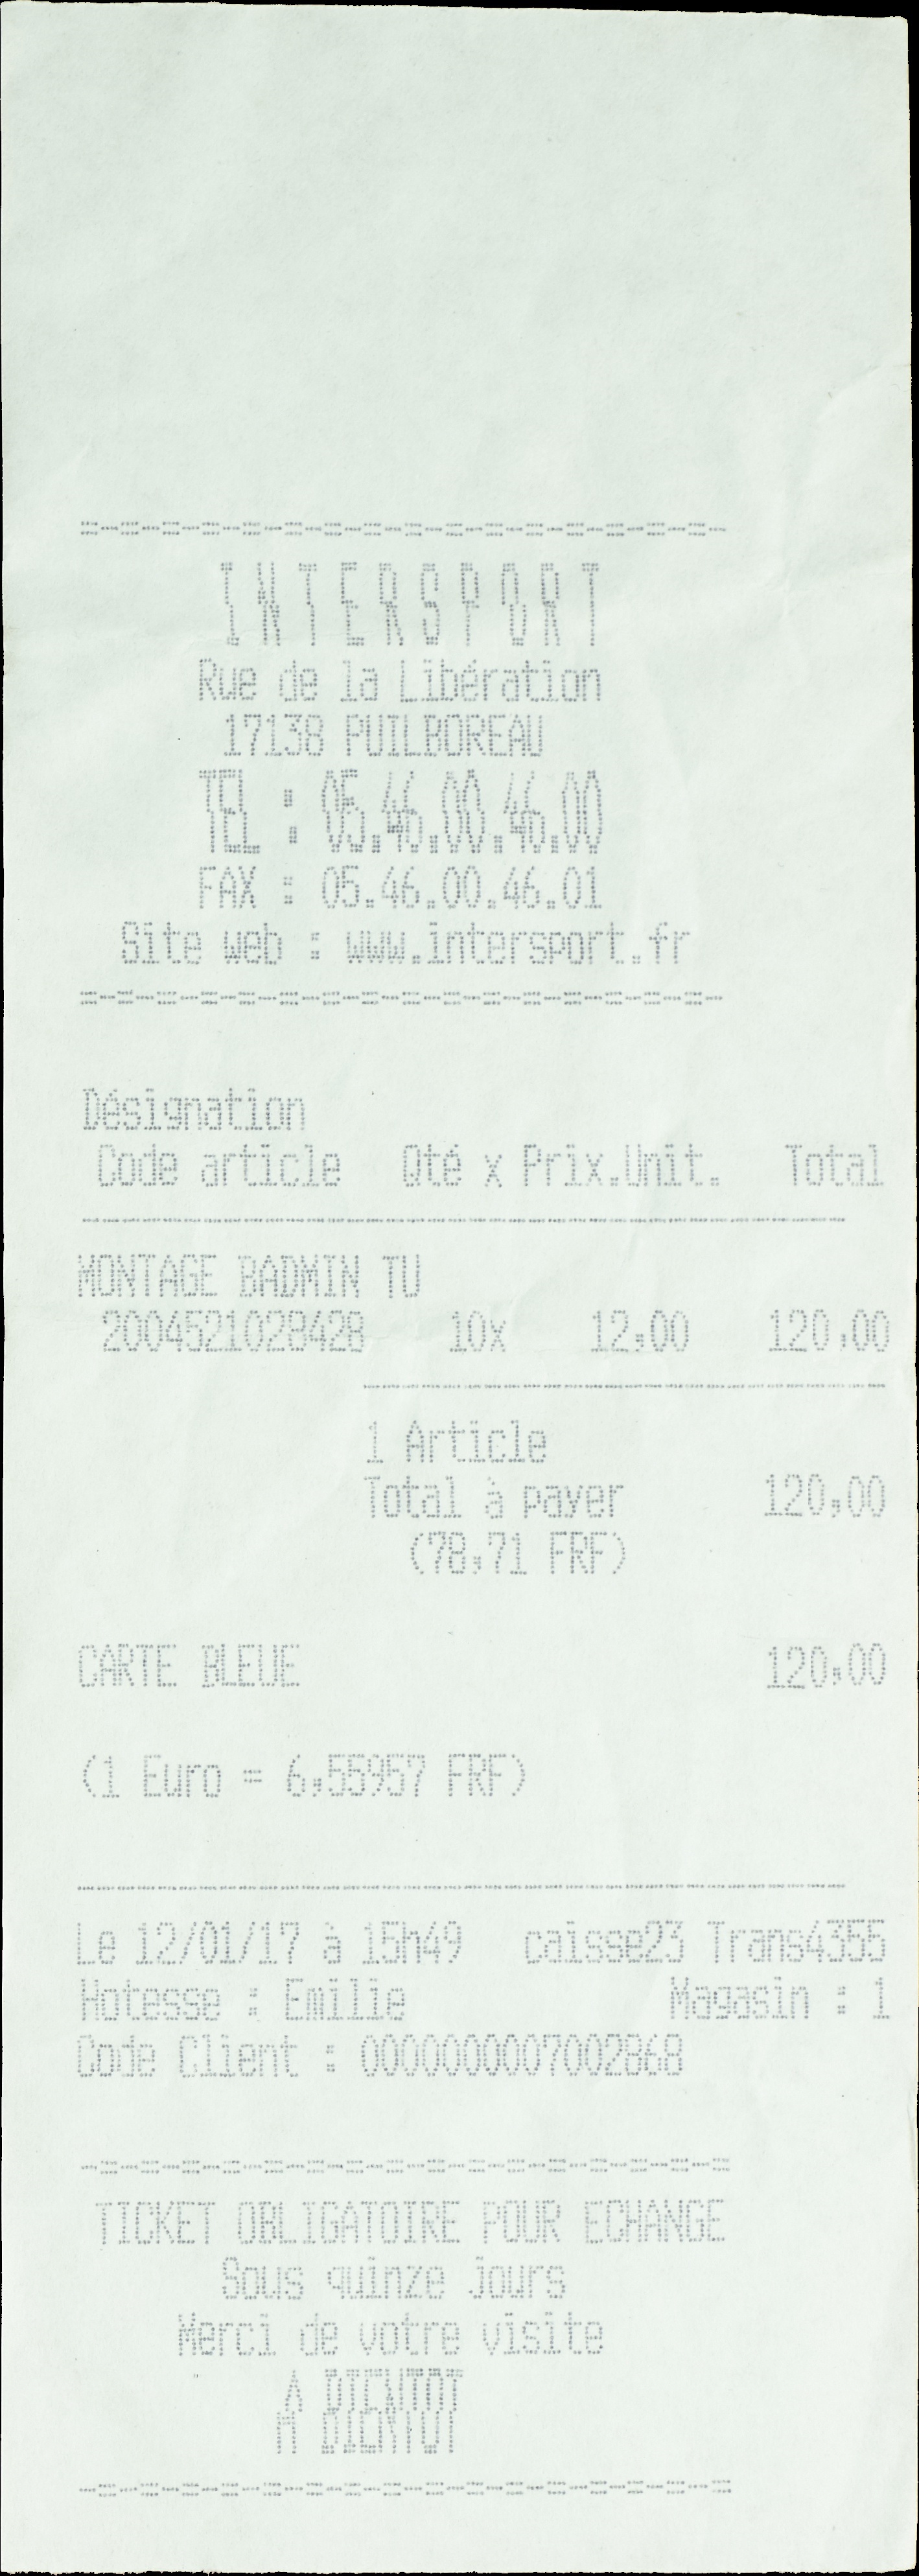 INTERSPORT
Rue de la Libération
17138 PUILBOREAU
TEL : 05.46.00.46.00
FAX : 05.46.00.46.01
Site web : www.intersport.fr
Désignation
Code article Qté x Prix.Unit. Total
MONTAGE BADMIN TU
2004521028428 10x 12,00 120,00
1 Article
Total à payer 120,00
(78,71 FRF)
CARTE BLEUE 120,00
(1 Euro = 6,55957 FRF)
Le 12/01/17 à 15h49 caisse23 Trans4355
Hotesse : Emilie Magasin : 1
Code Client : 0000000007002868
TICKET OBLIGATOIRE POUR ECHANGE
Sous quinze jours
Merci de votre visite
A BIENTOT